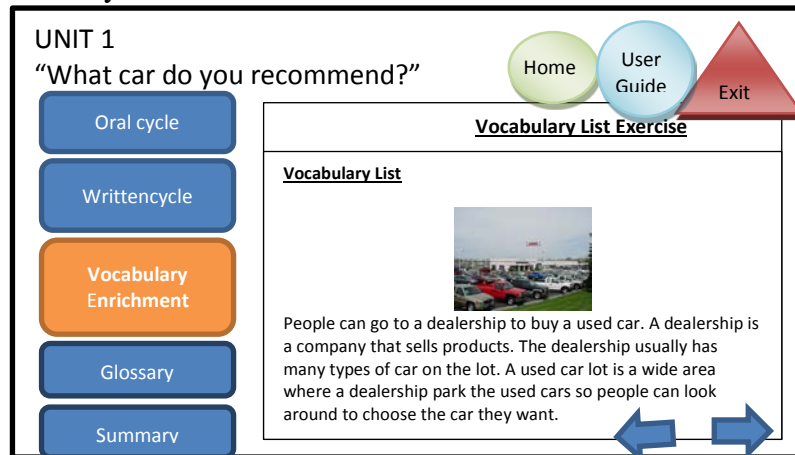 UNIT 1
“What car do you recommend?”
Home
User
Guide
Exit
Oral cycle
Writtencycle
Vocabulary
Enrichment
Glossary
Summary
Vocabulary List Exercise
Vocabulary List
People can go to a dealership to buy a used car. A dealership is
a company that sells products. The dealership usually has
many types of car on the lot. A used car lot is a wide area
where a dealership park the used cars so people can look
around to choose the car they want.